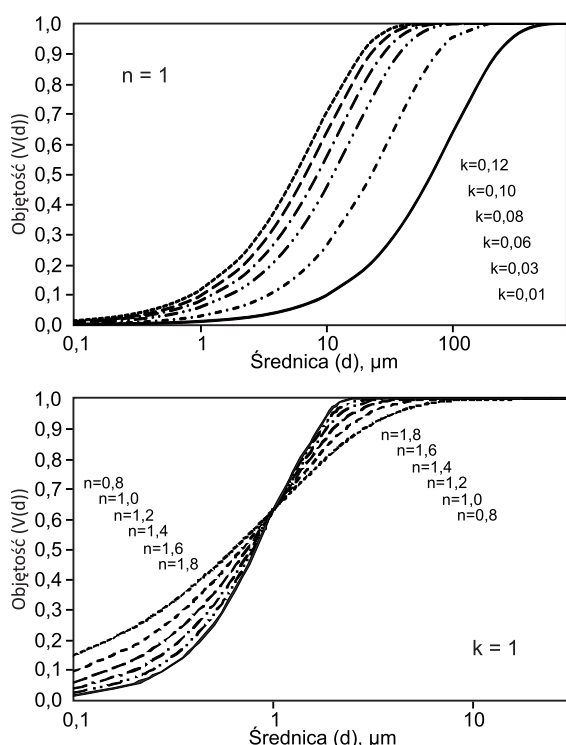 1,0
0,9
0,8
0,7
0,6
0,5
0,4
0,3
0,2
0,1
0,0
Objętość (V(d))
n = 1
k=0,12
k=0,10
k=0,08
k=0,06
k=0,03
k=0,01
0,1
1
10
100
Średnica (d), µm
1,0
0,9
0,8
0,7
0,6
0,5
0,4
0,3
0,2
0,1
0,0
Objętość (V(d))
n=0,8
n=1,0
n=1,2
n=1,4
n=1,6
n=1,8
n=1,8
n=1,6
n=1,4
n=1,2
n=1,0
n=0,8
k = 1
0,1
1
10
Średnica (d), µm